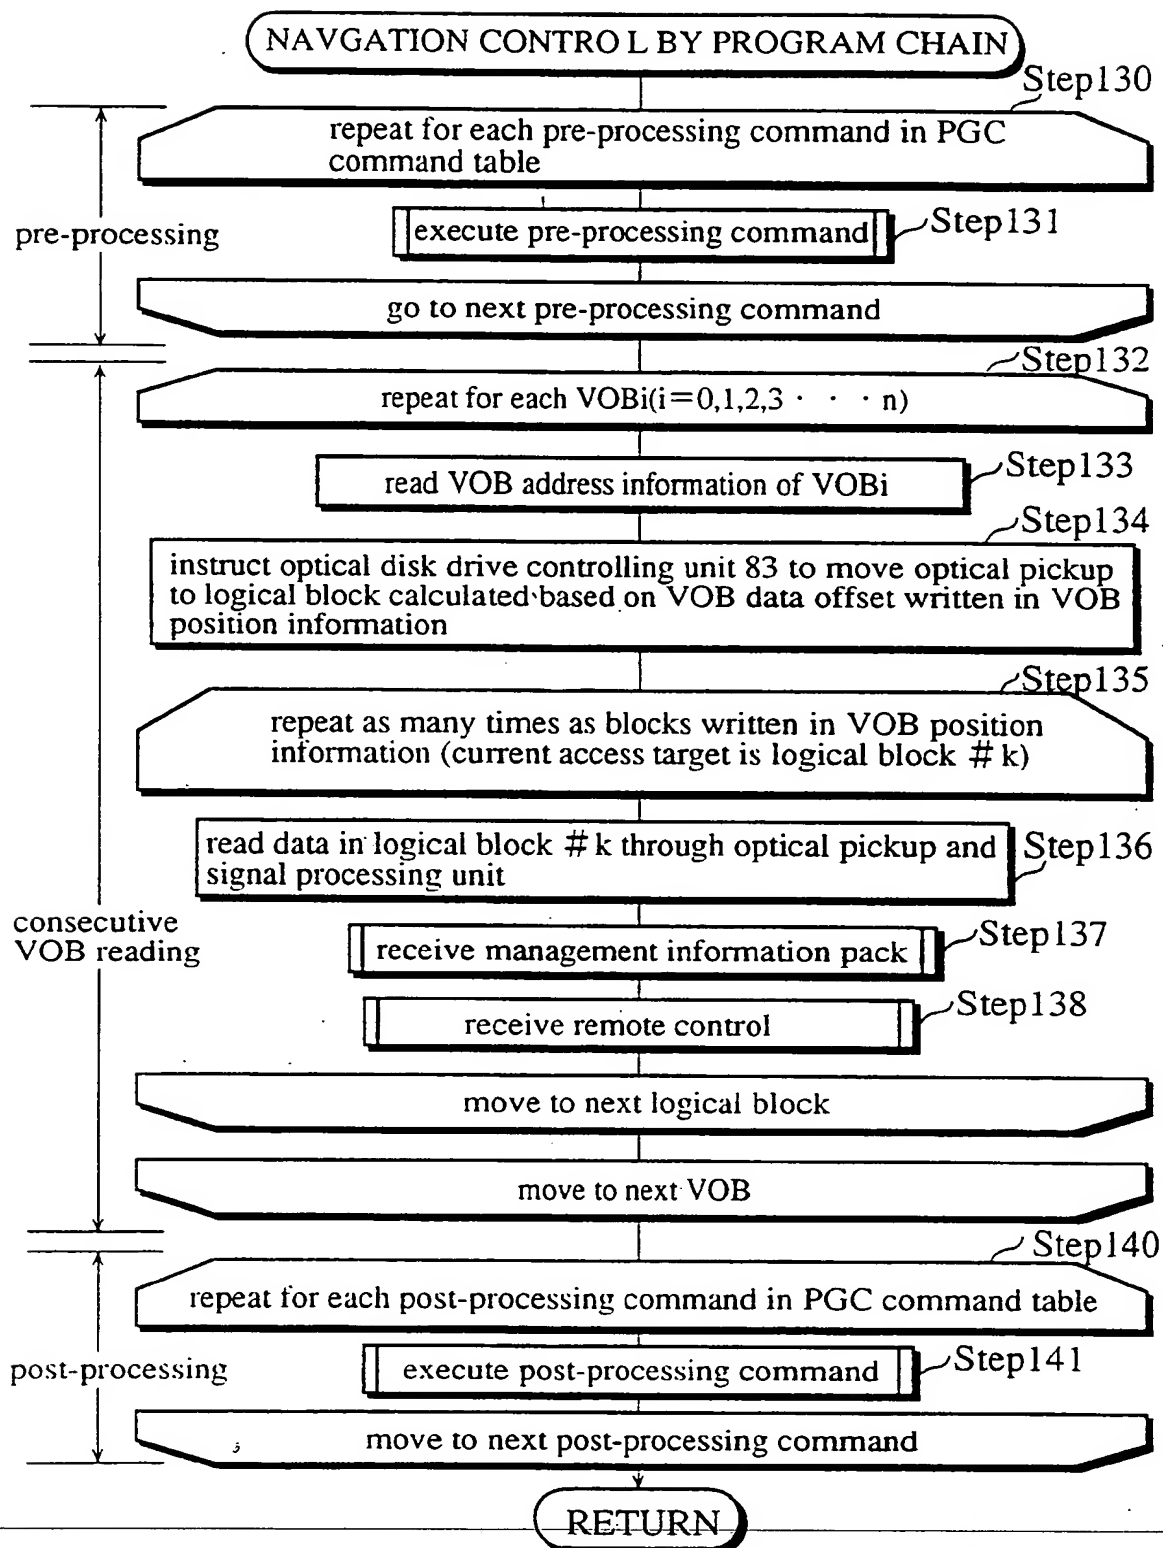 NAVGATION CONTROL BY PROGRAM CHAIN
Step130
repeat for each pre-processing command in PGC
command table
pre-processing
execute pre-processing command
Step131
go to next pre-processing command
Step132
repeat for each VOBi(i=0,1,2,3 · · · n)
Step133
read VOB address information of VOBi
Step134
instruct optical disk drive controlling unit 83 to move optical pickup
to logical block calculated based on VOB data offset written in VOB
position information
Step135
repeat as many times as blocks written in VOB position
information (current access target is logical block #k)
read data in logical block #k through optical pickup and
signal processing unit
Step136
consecutive
VOB reading
receive management information pack
Step137
receive remote control
Step138
move to next logical block
move to next VOB
Step140
repeat for each post-processing command in PGC command table
post-processing
execute post-processing command
Step141
move to next post-processing command
RETURN